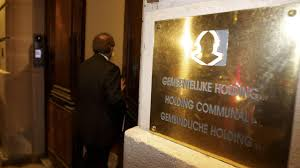 GEMEENTELIJKE HOLDING
HOLDING COMMUNAL
GEMEINDLICHE HOLDING